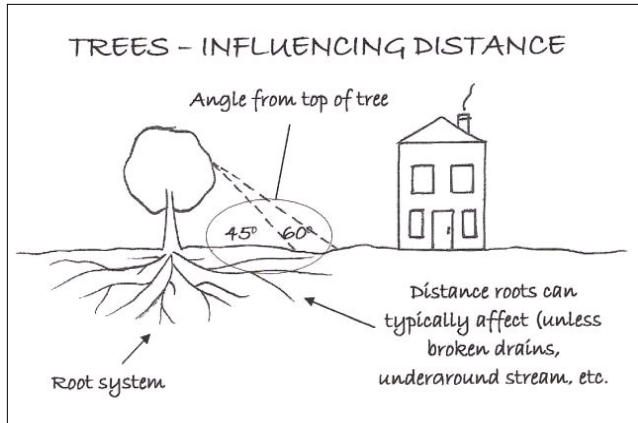 TREES – INFLUENCING DISTANCE
Angle from top of tree
45° 60°
Distance roots can
typically affect (unless
broken drains,
underaround stream, etc.
Root system